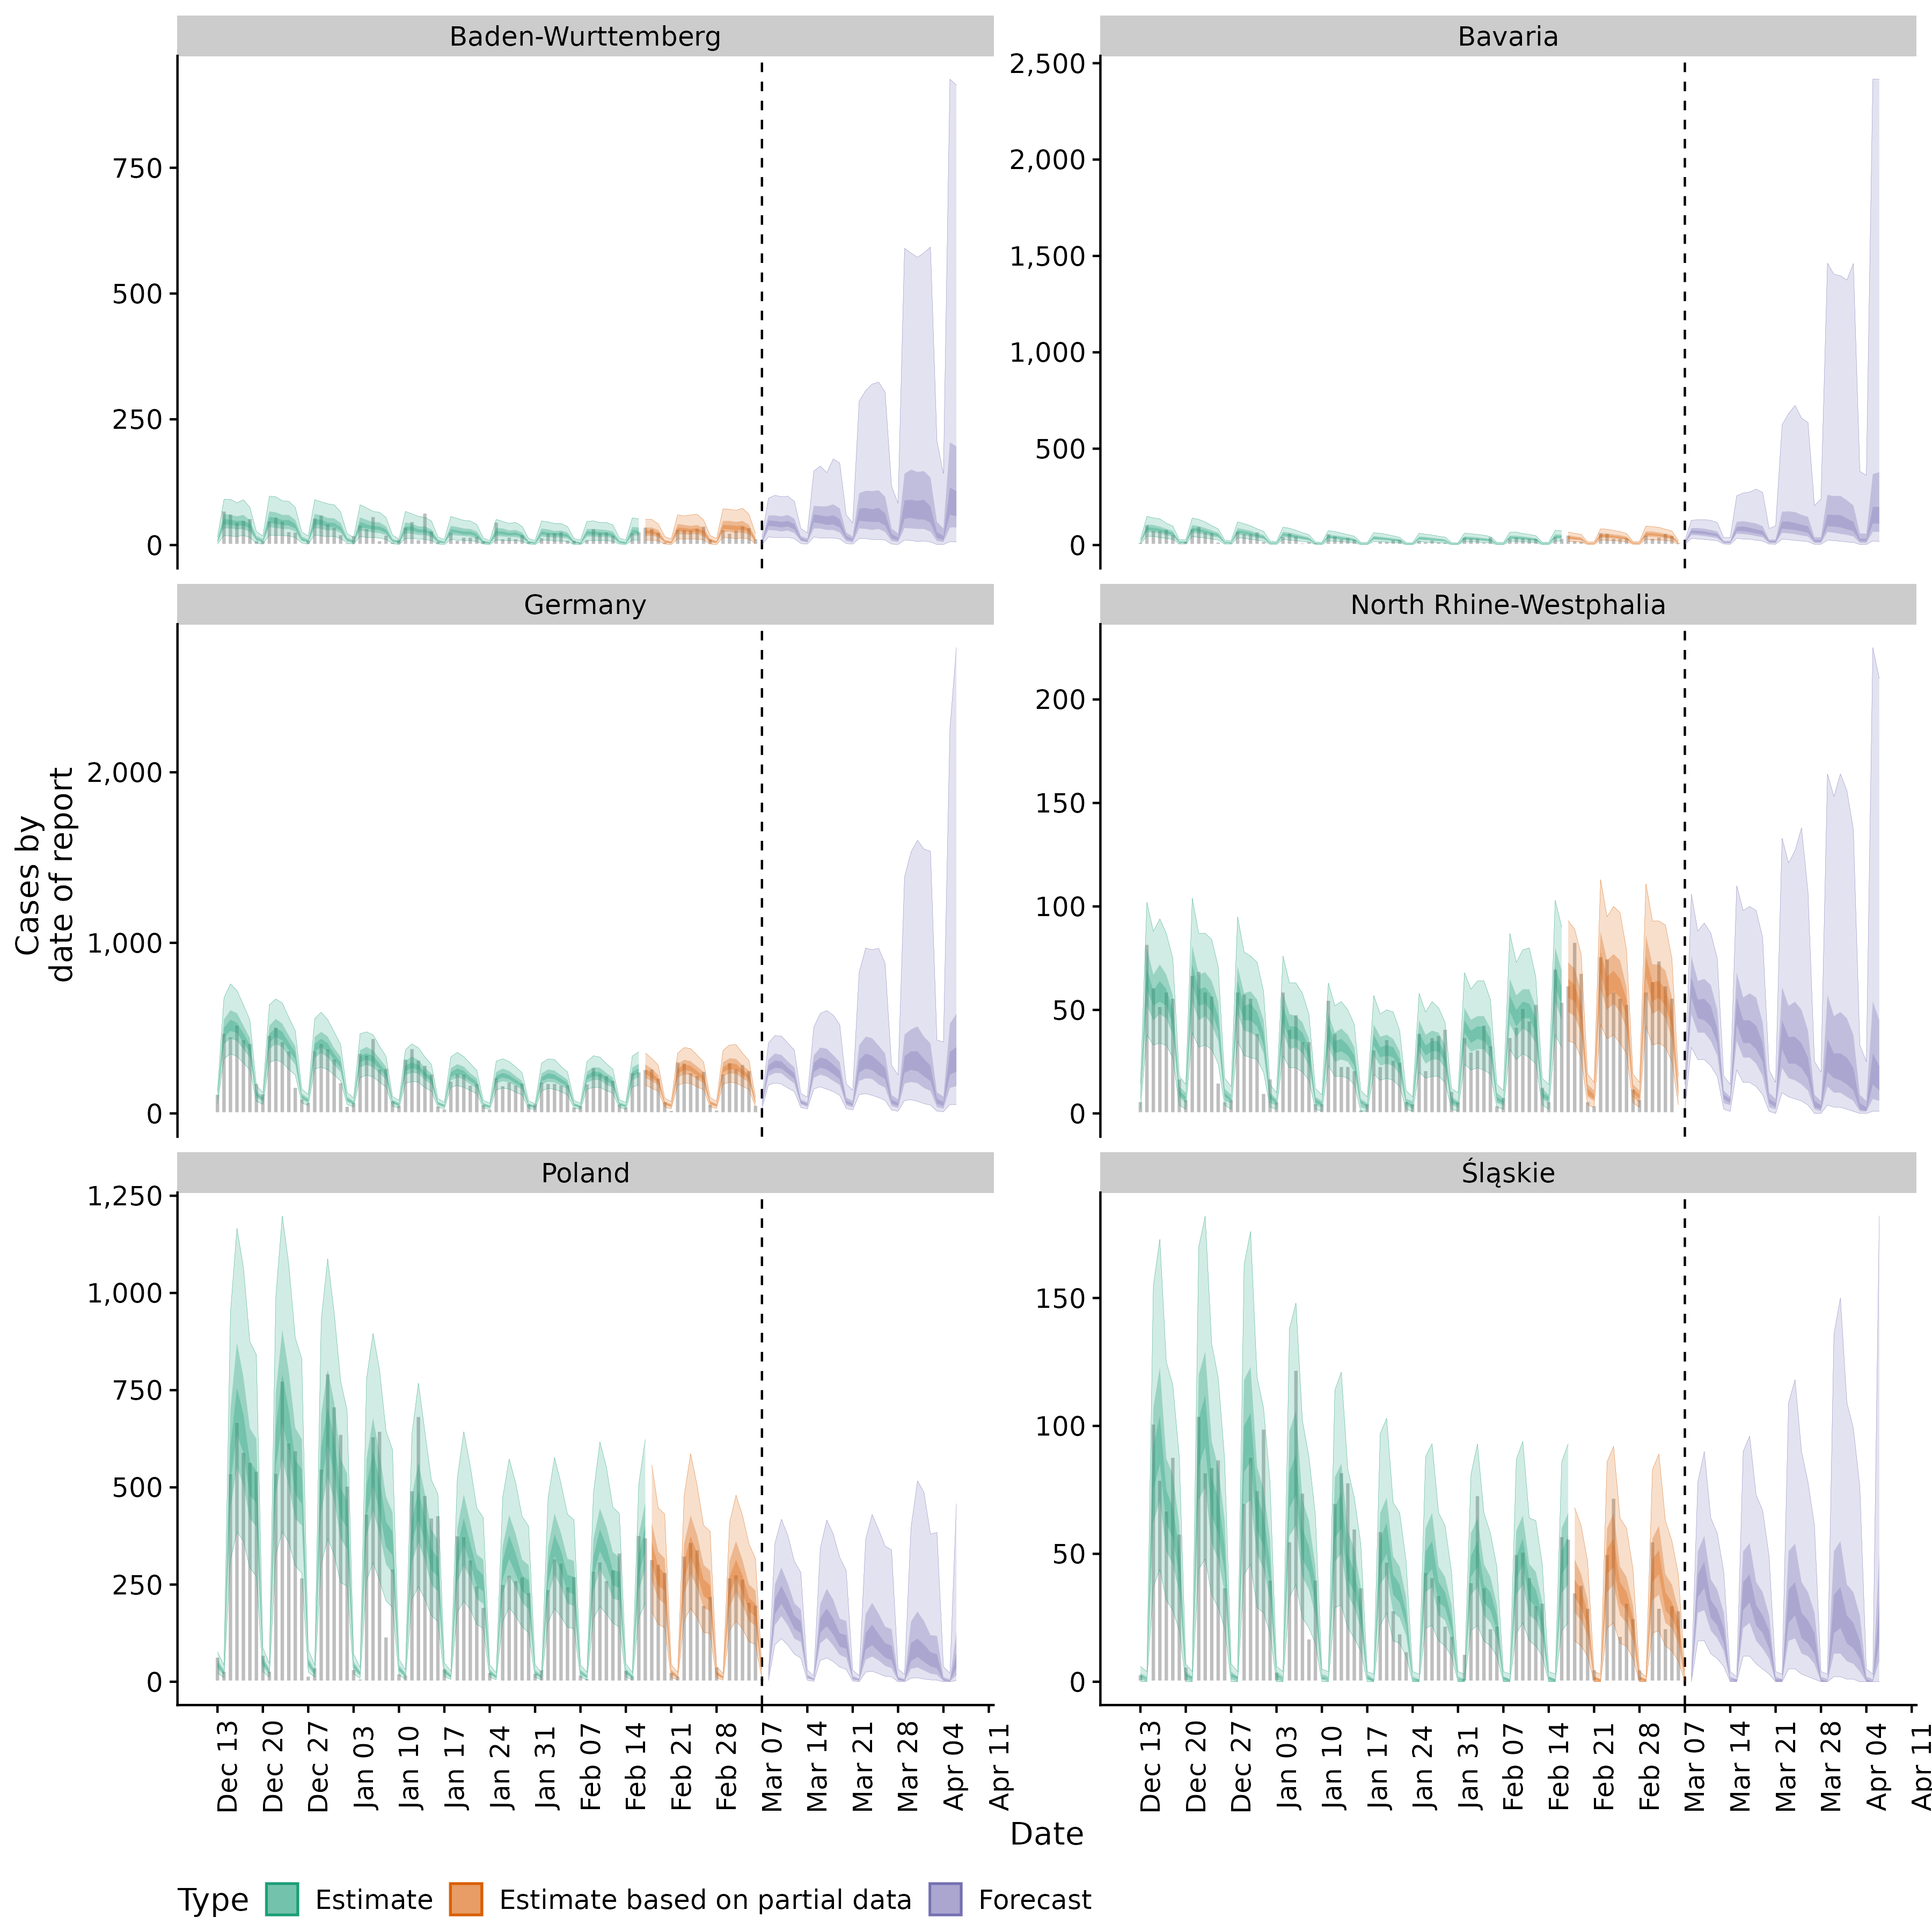 Baden-Wurttemberg
Bavaria
750
500
250
0
2,500
2,000
1,500
1,000
500
0
Germany
North Rhine-Westphalia
2,000
1,000
0
200
150
100
50
0
Cases by
date of report
Poland
Śląskie
1,250
1,000
750
500
250
0
150
100
50
0
Dec 13
Dec 20
Dec 27
Jan 03
Jan 10
Jan 17
Jan 24
Jan 31
Feb 07
Feb 14
Feb 21
Feb 28
Mar 07
Mar 14
Mar 21
Mar 28
Apr 04
Apr 11
Dec 13
Dec 20
Dec 27
Jan 03
Jan 10
Jan 17
Jan 24
Jan 31
Feb 07
Feb 14
Feb 21
Feb 28
Mar 07
Mar 14
Mar 21
Mar 28
Apr 04
Apr 11
Date
Type Estimate Estimate based on partial data Forecast